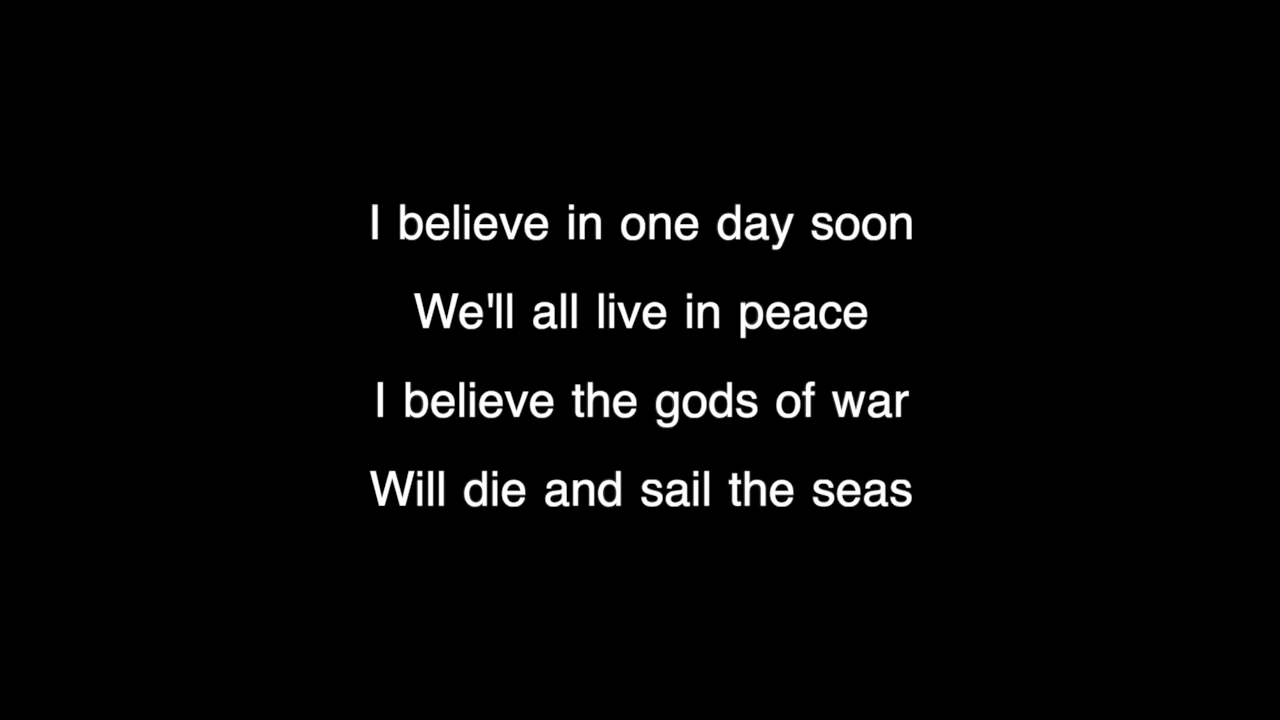 I believe in one day soon
We'll all live in peace
I believe the gods of war
Will die and sail the seas